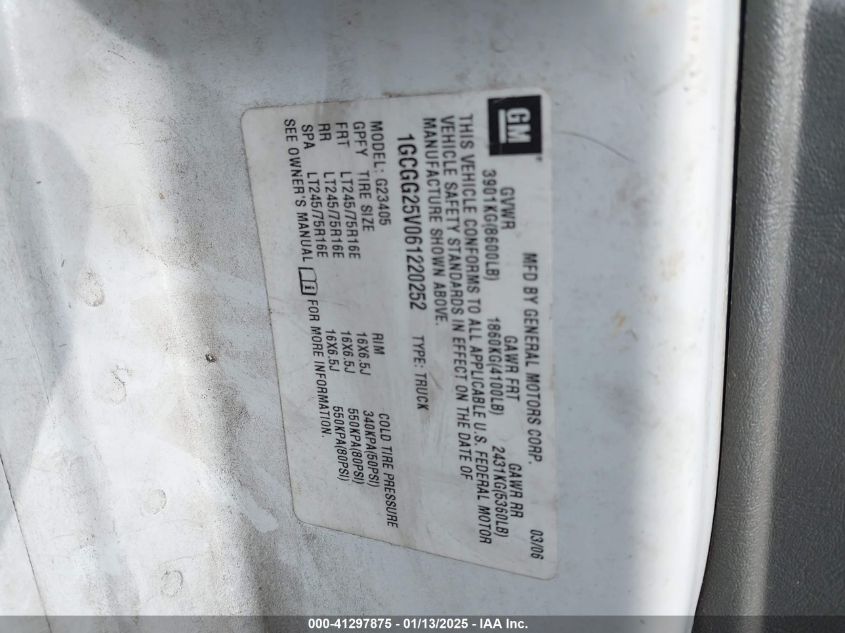 GM
MFD BY GENERAL MOTORS CORP. 03/06
GVWR GAWR FRT GAWR RR
3901KG(8600LB) 1860KG(4100LB) 2431KG(5360LB)
THIS VEHICLE CONFORMS TO ALL APPLICABLE U.S. FEDERAL MOTOR
VEHICLE SAFETY STANDARDS IN EFFECT ON THE DATE OF
MANUFACTURE SHOWN ABOVE.
1GCGG25V061220252 TYPE: TRUCK
MODEL: G23405
GPFY TIRE SIZE RIM COLD TIRE PRESSURE
FRT LT245/75R16E 16X6.5J 340KPA(50PSI)
RR LT245/75R16E 16X6.5J 550KPA(80PSI)
SPA LT245/75R16E 16X6.5J 550KPA(80PSI)
SEE OWNER'S MANUAL i FOR MORE INFORMATION.
000-41297875 - 01/13/2025 - IAA Inc.